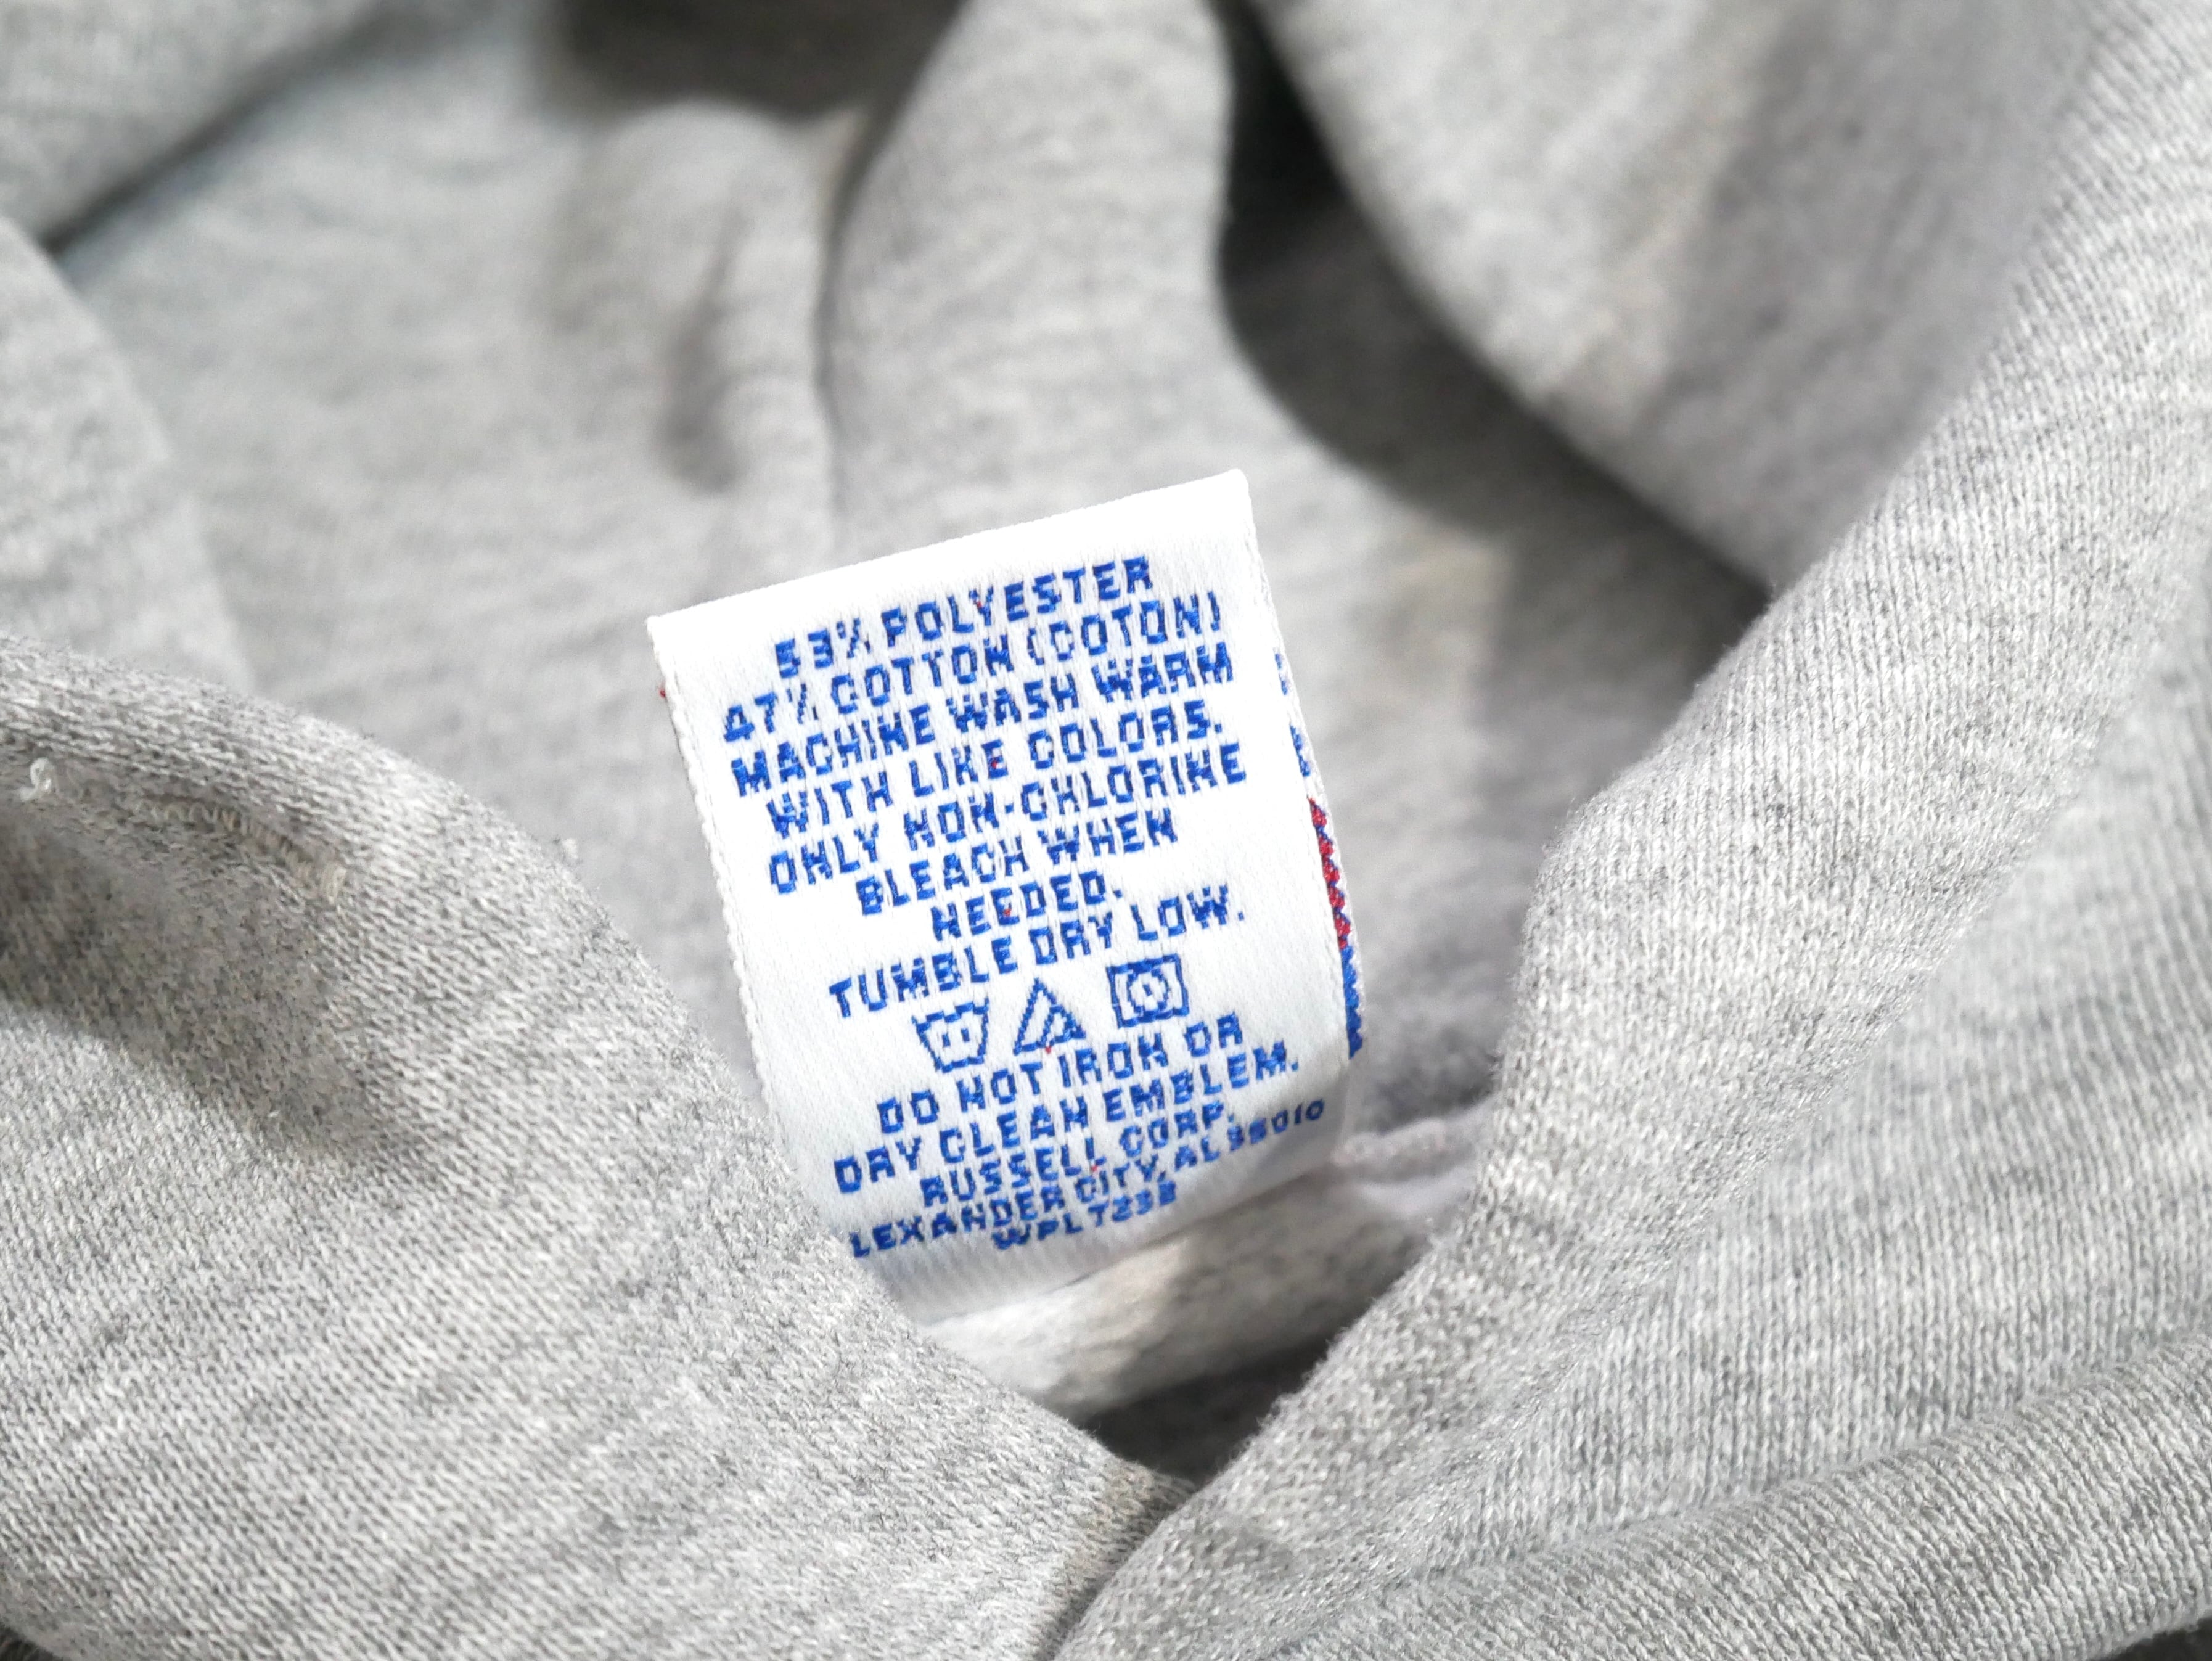 53% POLYESTER
47% COTTON (COTON)
MACHINE WASH WARM
WITH LIKE COLORS.
ONLY NON-CHLORINE
BLEACH WHEN
NEEDED.
TUMBLE DRY LOW.
DO NOT IRON OR
DRY CLEAN EMBLEM.
RUSSELL CORP.
LEXANDER CITY, AL 35010
WPL 7233